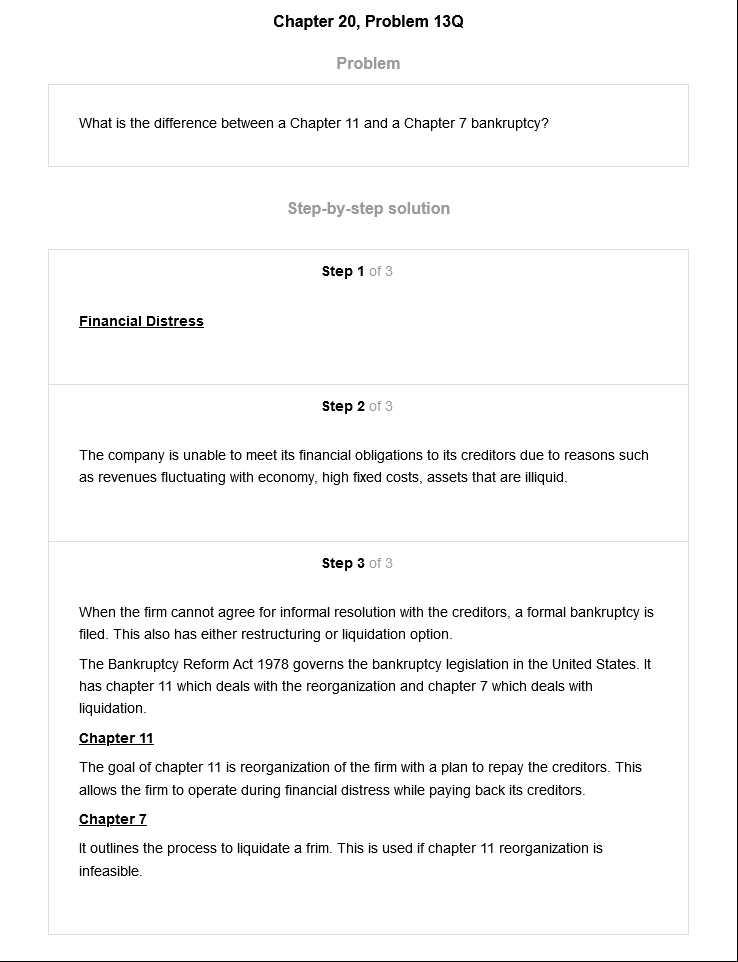 Chapter 20, Problem 13Q
Problem
What is the difference between a Chapter 11 and a Chapter 7 bankruptcy?
Step-by-step solution
Step 1 of 3
Financial Distress
Step 2 of 3
The company is unable to meet its financial obligations to its creditors due to reasons such
as revenues fluctuating with economy, high fixed costs, assets that are illiquid.
Step 3 of 3
When the firm cannot agree for informal resolution with the creditors, a formal bankruptcy is
filed. This also has either restructuring or liquidation option.
The Bankruptcy Reform Act 1978 governs the bankruptcy legislation in the United States. It
has chapter 11 which deals with the reorganization and chapter 7 which deals with
liquidation.
Chapter 11
The goal of chapter 11 is reorganization of the firm with a plan to repay the creditors. This
allows the firm to operate during financial distress while paying back its creditors.
Chapter 7
It outlines the process to liquidate a frim. This is used if chapter 11 reorganization is
infeasible.